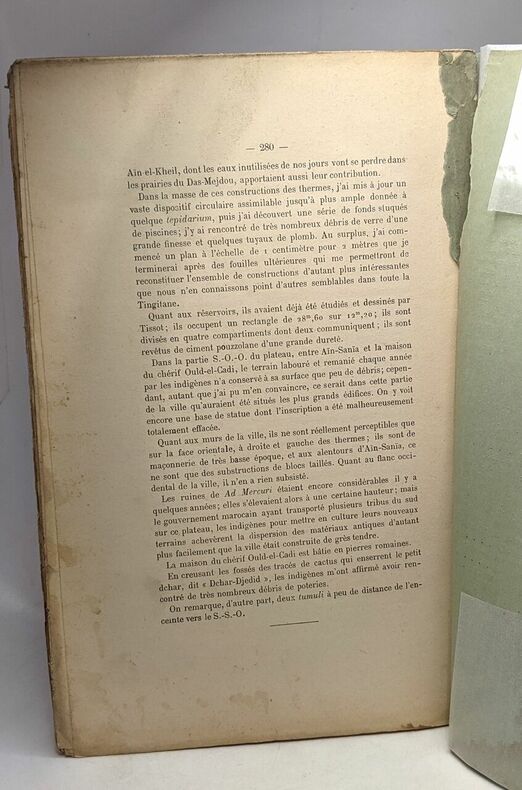 — 280 —
Aïn-el-Kheil, dont les eaux inutilisées de nos jours vont se perdre dans
les prairies du Das-Mejdou, apportaient aussi leur contribution.
Dans la masse de ces constructions des thermes, j'ai mis à jour un
vaste dispositif circulaire assimilable jusqu'à plus ample donnée à
quelque tepidarium, puis j'ai découvert une série de fonds stuqués
de piscines; j'y ai rencontré de très nombreux débris de verre d'une
grande finesse et quelques tuyaux de plomb. Au surplus, j'ai com-
mencé un plan à l'échelle de 1 centimètre pour 2 mètres que je
terminerai après des fouilles ultérieures qui me permettront de
reconstituer l'ensemble de constructions d'autant plus intéressantes
que nous n'en connaissons point d'autres semblables dans toute la
Tingitane.
Quant aux réservoirs, ils avaient déjà été étudiés et dessinés par
Tissot; ils occupent un rectangle de 28ᵐ,60 sur 12ᵐ,20; ils sont
divisés en quatre compartiments dont deux communiquent; ils sont
revêtus de ciment pouzzolane d'une grande dureté.
Dans la partie S.-O.-O. du plateau, entre Aïn-Sania et la maison
du chérif Ould-el-Cadi, le terrain labouré et remanié chaque année
par les indigènes n'a conservé à sa surface que peu de débris; cepen-
dant, autant que j'ai pu m'en convaincre, ce serait dans cette partie
de la ville qu'auraient été situés les plus grands édifices. On y voit
encore une base de statue dont l'inscription a été malheureusement
totalement effacée.
Quant aux murs de la ville, ils ne sont réellement perceptibles que
sur la face orientale, à droite et gauche des thermes; ils sont de
maçonnerie de très basse époque, et aux alentours d'Aïn-Sania, ce
ne sont que des substructions de blocs taillés. Quant au flanc occi-
dental de la ville, il n'en a rien subsisté.
Les ruines de Ad Mercuri étaient encore considérables il y a
quelques années; elles s'élevaient alors à une certaine hauteur; mais
le gouvernement marocain ayant transporté plusieurs tribus du sud
sur ce plateau, les indigènes pour mettre en culture leurs nouveaux
terrains achevèrent la dispersion des matériaux antiques d'autant
plus facilement que la ville était construite de grès tendre.
La maison du chérif Ould-el-Cadi est bâtie en pierres romaines.
En creusant les fossés des tracés de cactus qui enserrent le petit
dchar, dit « Dchar-Djedid », les indigènes m'ont affirmé avoir ren-
contré de très nombreux débris de poteries.
On remarque, d'autre part, deux tumuli à peu de distance de l'en-
ceinte vers le S.-S.-O.